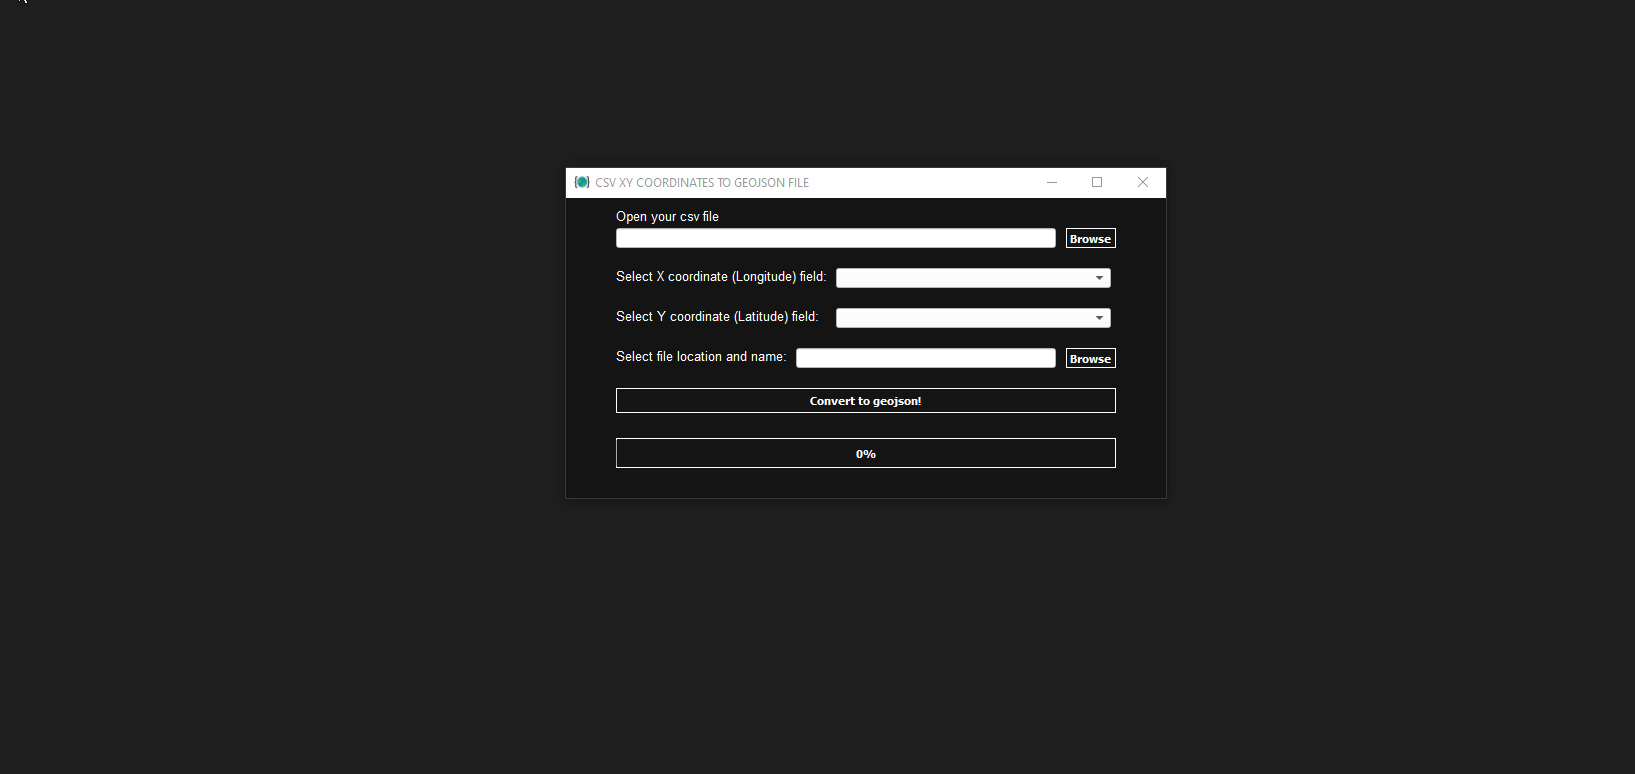 CSV XY COORDINATES TO GEOJSON FILE
Open your csv file
Browse
Select X coordinate (Longitude) field:
Select Y coordinate (Latitude) field:
Select file location and name:
Browse
Convert to geojson!
0%